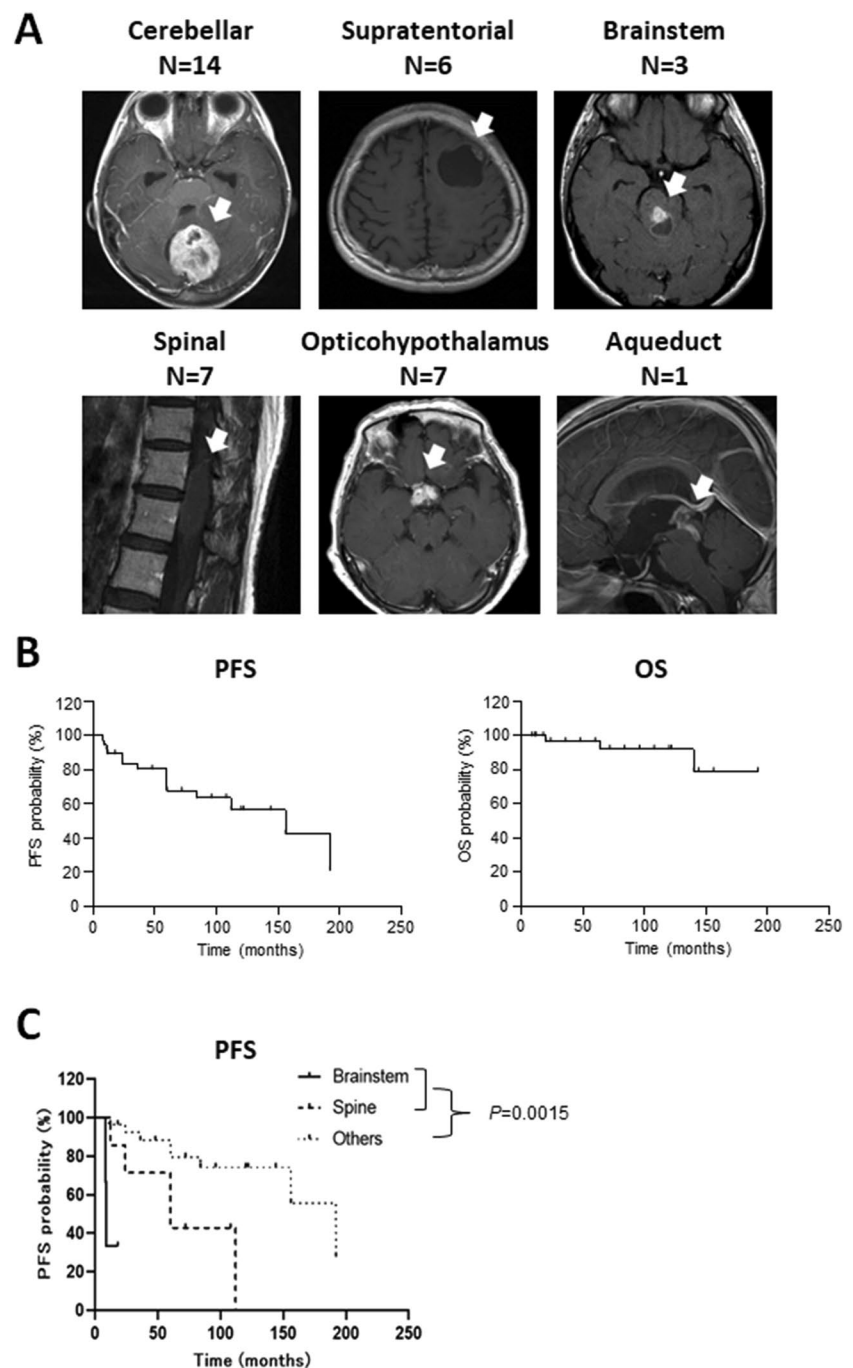 A
Cerebellar
N=14
Supratentorial
N=6
Brainstem
N=3
Spinal
N=7
Opticohypothalamus
N=7
Aqueduct
N=1
B
PFS
PFS probability (%)
120
100
80
60
40
20
0
0 50 100 150 200 250
Time (months)
OS
OS probability (%)
120
100
80
60
40
20
0
0 50 100 150 200 250
Time (months)
C
PFS
PFS probability (%)
120
100
80
60
40
20
0
0 50 100 150 200 250
Time (months)
Brainstem
Spine
Others
P=0.0015